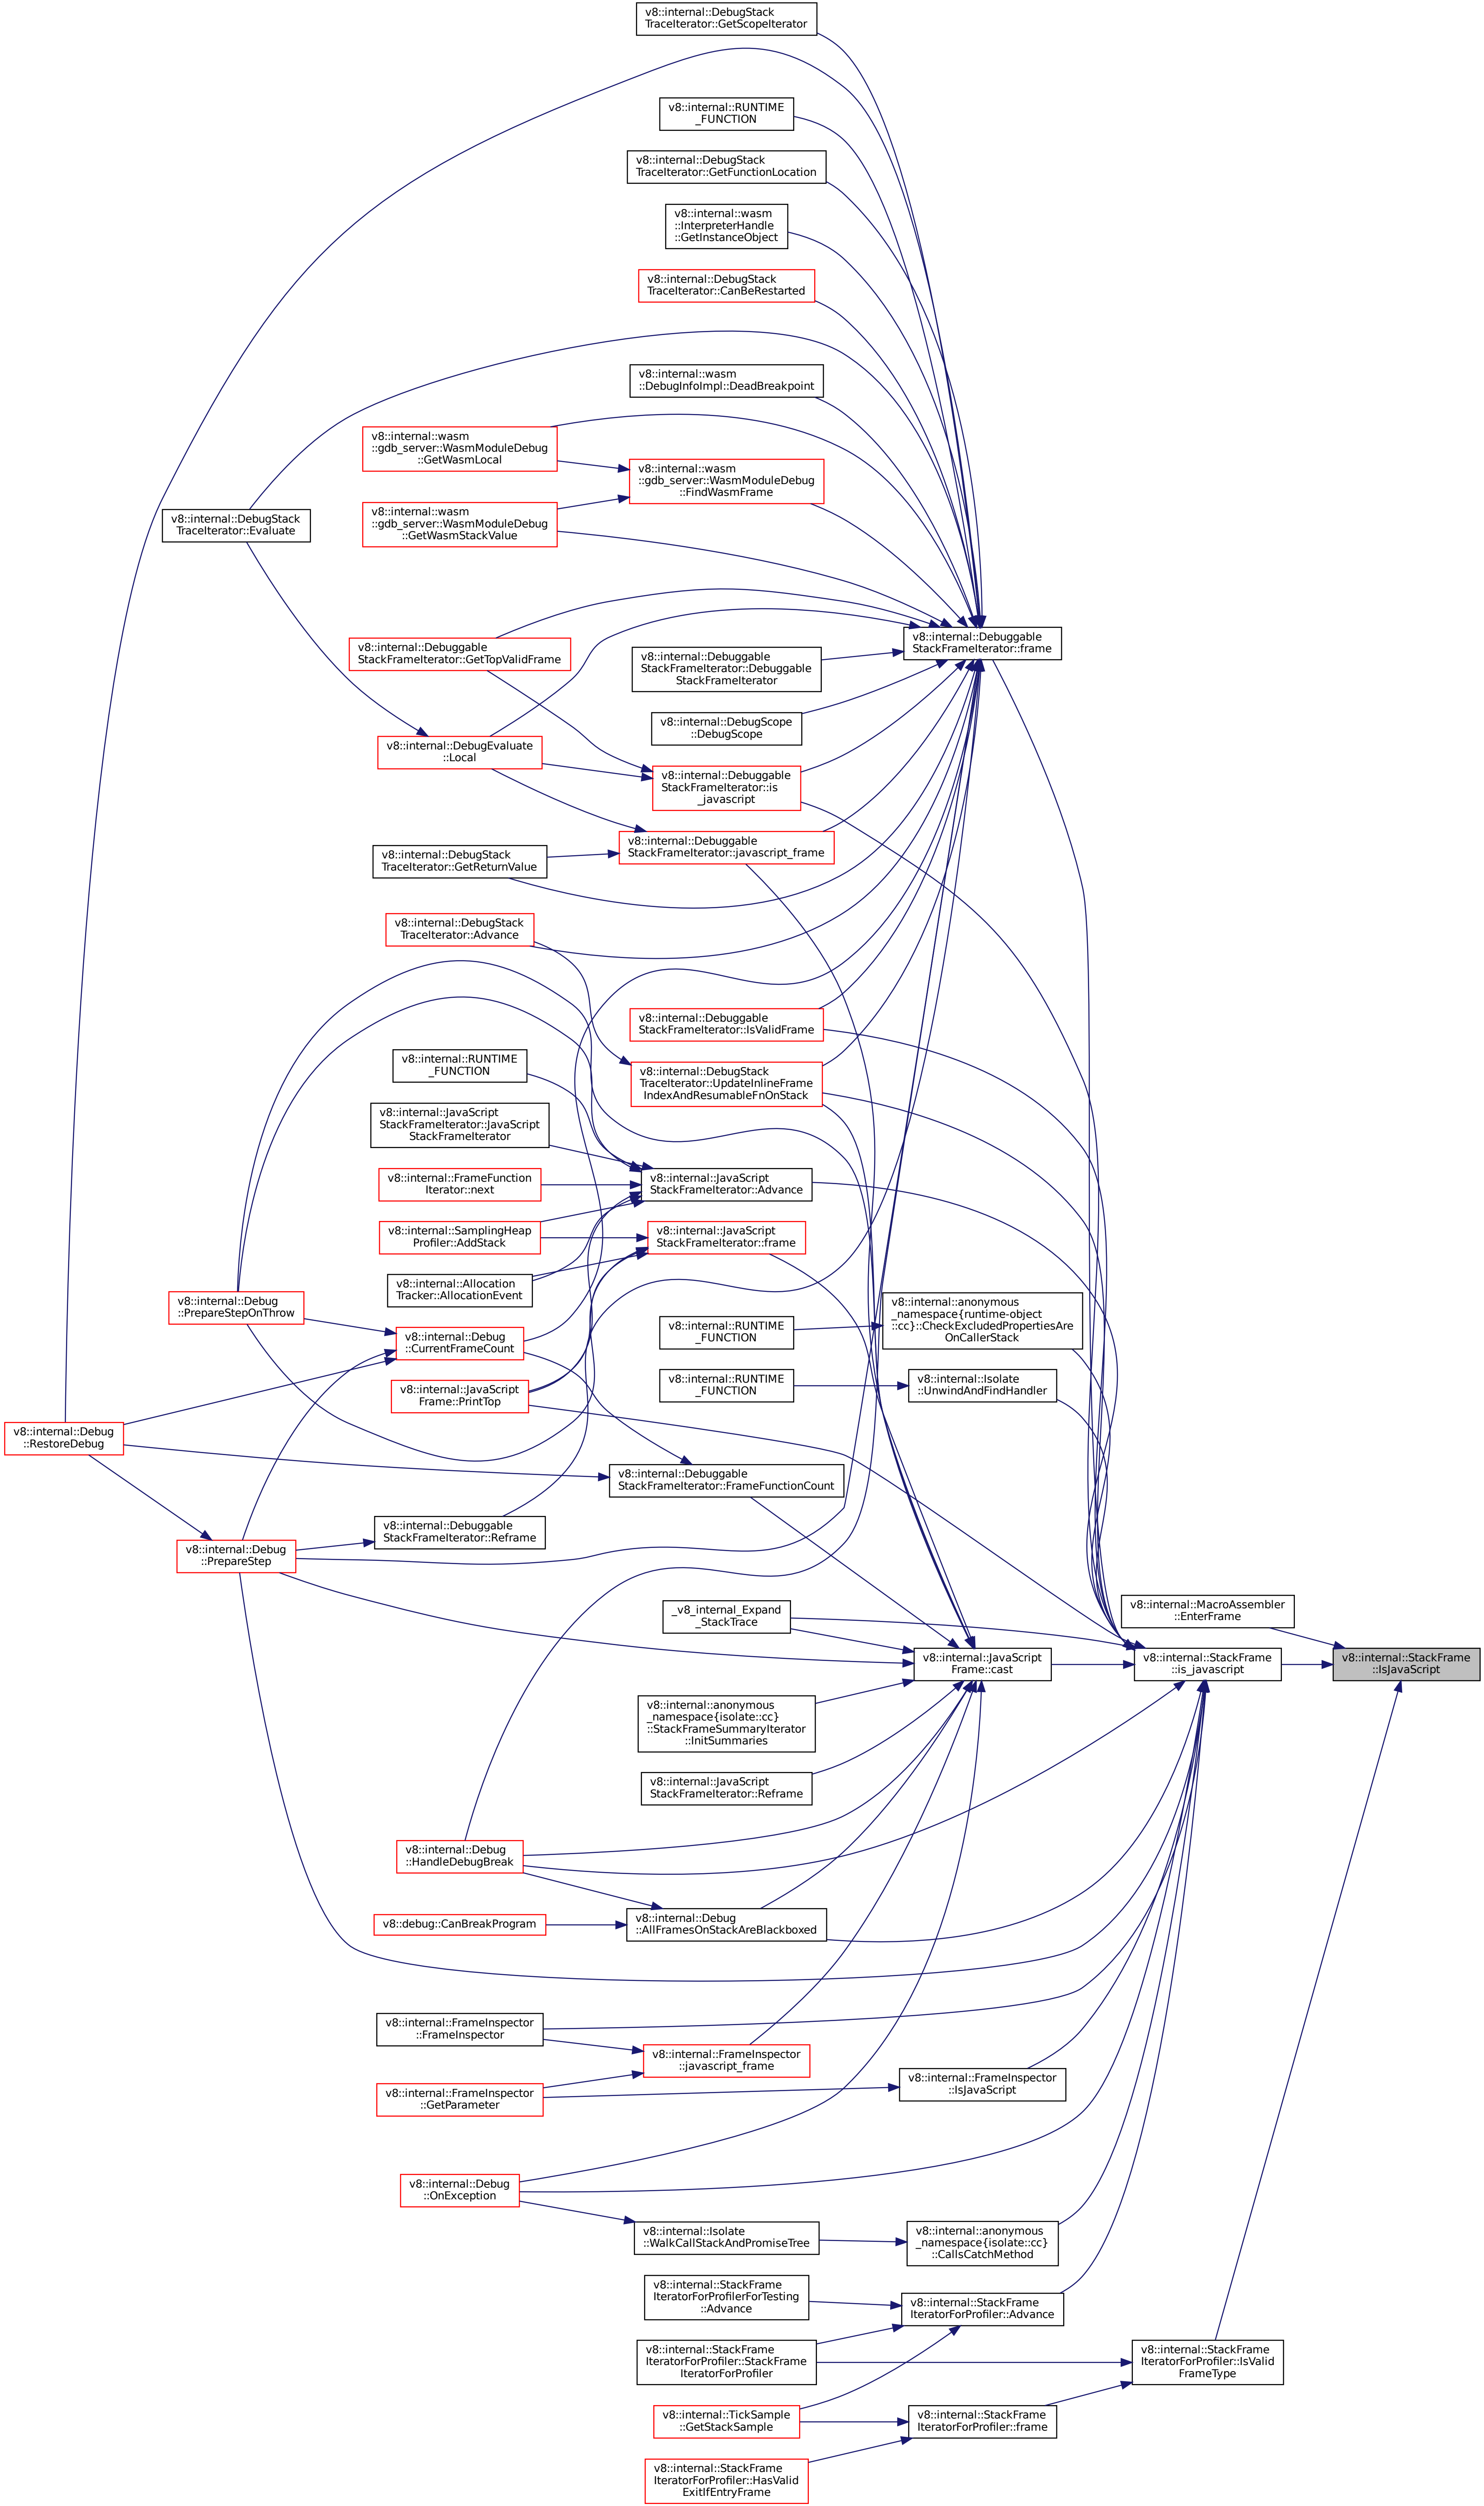 v8::internal::DebugStack
TraceIterator::GetScopeIterator
v8::internal::RUNTIME
_FUNCTION
v8::internal::DebugStack
TraceIterator::GetFunctionLocation
v8::internal::wasm
::InterpreterHandle
::GetInstanceObject
v8::internal::DebugStack
TraceIterator::CanBeRestarted
v8::internal::wasm
::DebugInfoImpl::DeadBreakpoint
v8::internal::wasm
::gdb_server::WasmModuleDebug
::GetWasmLocal
v8::internal::wasm
::gdb_server::WasmModuleDebug
::FindWasmFrame
v8::internal::wasm
::gdb_server::WasmModuleDebug
::GetWasmStackValue
v8::internal::DebugStack
TraceIterator::Evaluate
v8::internal::Debuggable
StackFrameIterator::frame
v8::internal::Debuggable
StackFrameIterator::GetTopValidFrame
v8::internal::Debuggable
StackFrameIterator::Debuggable
StackFrameIterator
v8::internal::DebugScope
::DebugScope
v8::internal::DebugEvaluate
::Local
v8::internal::Debuggable
StackFrameIterator::is
_javascript
v8::internal::Debuggable
StackFrameIterator::javascript_frame
v8::internal::DebugStack
TraceIterator::GetReturnValue
v8::internal::DebugStack
TraceIterator::Advance
v8::internal::Debuggable
StackFrameIterator::IsValidFrame
v8::internal::RUNTIME
_FUNCTION
v8::internal::DebugStack
TraceIterator::UpdateInlineFrame
IndexAndResumableFnOnStack
v8::internal::JavaScript
StackFrameIterator::JavaScript
StackFrameIterator
v8::internal::FrameFunction
Iterator::next
v8::internal::JavaScript
StackFrameIterator::Advance
v8::internal::SamplingHeap
Profiler::AddStack
v8::internal::JavaScript
StackFrameIterator::frame
v8::internal::Allocation
Tracker::AllocationEvent
v8::internal::Debug
::PrepareStepOnThrow
v8::internal::anonymous
_namespace{runtime-object
::cc}::CheckExcludedPropertiesAre
OnCallerStack
v8::internal::RUNTIME
_FUNCTION
v8::internal::Debug
::CurrentFrameCount
v8::internal::RUNTIME
_FUNCTION
v8::internal::Isolate
::UnwindAndFindHandler
v8::internal::JavaScript
Frame::PrintTop
v8::internal::Debug
::RestoreDebug
v8::internal::Debuggable
StackFrameIterator::FrameFunctionCount
v8::internal::Debuggable
StackFrameIterator::Reframe
v8::internal::Debug
::PrepareStep
_v8_internal_Expand
_StackTrace
v8::internal::MacroAssembler
::EnterFrame
v8::internal::JavaScript
Frame::cast
v8::internal::StackFrame
::is_javascript
v8::internal::StackFrame
::IsJavaScript
v8::internal::anonymous
_namespace{isolate::cc}
::StackFrameSummaryIterator
::InitSummaries
v8::internal::JavaScript
StackFrameIterator::Reframe
v8::internal::Debug
::HandleDebugBreak
v8::debug::CanBreakProgram
v8::internal::Debug
::AllFramesOnStackAreBlackboxed
v8::internal::FrameInspector
::FrameInspector
v8::internal::FrameInspector
::javascript_frame
v8::internal::FrameInspector
::IsJavaScript
v8::internal::FrameInspector
::GetParameter
v8::internal::Debug
::OnException
v8::internal::Isolate
::WalkCallStackAndPromiseTree
v8::internal::anonymous
_namespace{isolate::cc}
::CallsCatchMethod
v8::internal::StackFrame
IteratorForProfilerForTesting
::Advance
v8::internal::StackFrame
IteratorForProfiler::Advance
v8::internal::StackFrame
IteratorForProfiler::StackFrame
IteratorForProfiler
v8::internal::StackFrame
IteratorForProfiler::IsValid
FrameType
v8::internal::TickSample
::GetStackSample
v8::internal::StackFrame
IteratorForProfiler::frame
v8::internal::StackFrame
IteratorForProfiler::HasValid
ExitIfEntryFrame